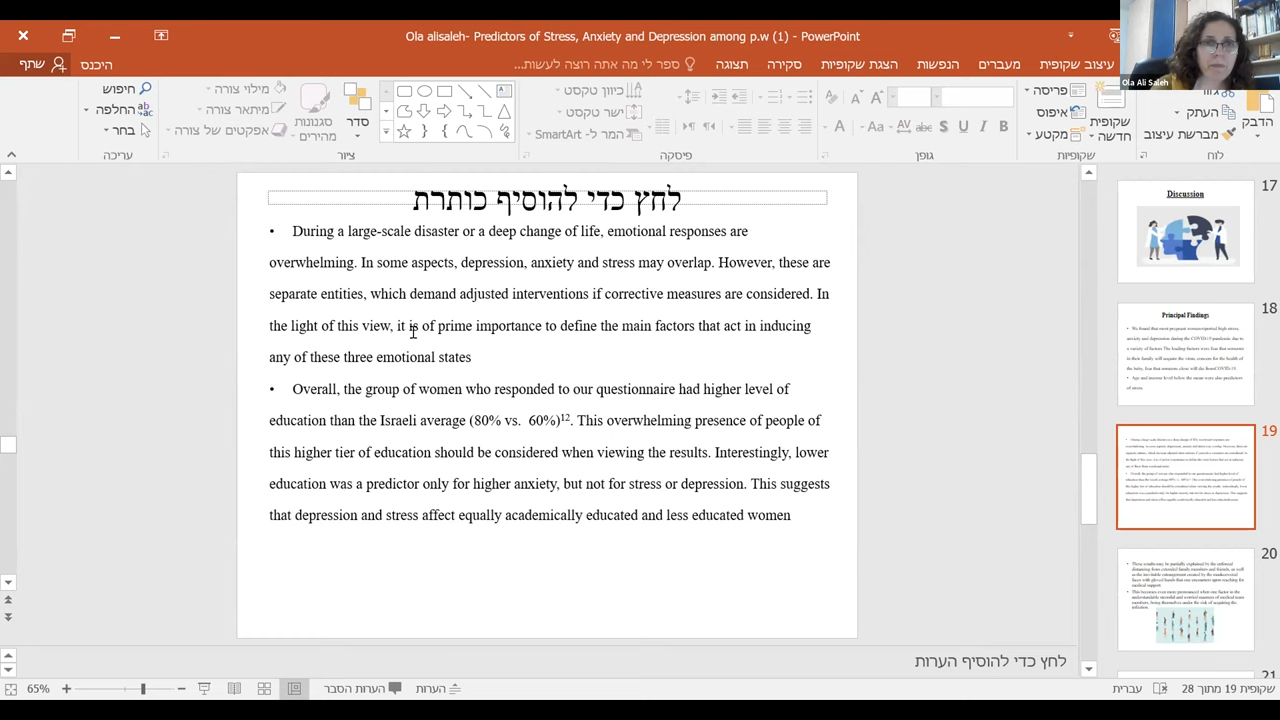 Ola alisaleh- Predictors of Stress, Anxiety and Depression among p.w (1) - PowerPoint
Ola Ali Saleh
עיצוב שקופית
מעברים
הנפשות
הצגת שקופיות
סקירה
תצוגה
ספר לי מה אתה רוצה לעשות...
היכנס
שתף
הדבק
גזור
העתק
מברשת עיצוב
לוח
שקופית חדשה
פריסה
איפוס
מקטע
שקופיות
גופן
כיוון טקסט
ישר טקסט
המר ל- SmartArt
פיסקה
סדר
סגנונות מהירים
מילוי צורה
מיתאר צורה
אפקטים של צורה
ציור
חיפוש
החלפה
בחר
עריכה
לחץ כדי להוסיף כותרת
• During a large-scale disaster or a deep change of life, emotional responses are
overwhelming. In some aspects, depression, anxiety and stress may overlap. However, these are
separate entities, which demand adjusted interventions if corrective measures are considered. In
the light of this view, it is of prime importance to define the main factors that act in inducing
any of these three emotional states
• Overall, the group of women who responded to our questionnaire had higher level of
education than the Israeli average (80% vs. 60%)12. This overwhelming presence of people of
this higher tier of education should be considered when viewing the results. Interestingly, lower
education was a predictor only for higher anxiety, but not for stress or depression. This suggests
that depression and stress affect equally academically educated and less educated women
17
Discussion
18
Principal Findings
19
20
21
לחץ כדי להוסיף הערות
שקופית 19 מתוך 28
עברית
הערות
הערות הסבר
65%